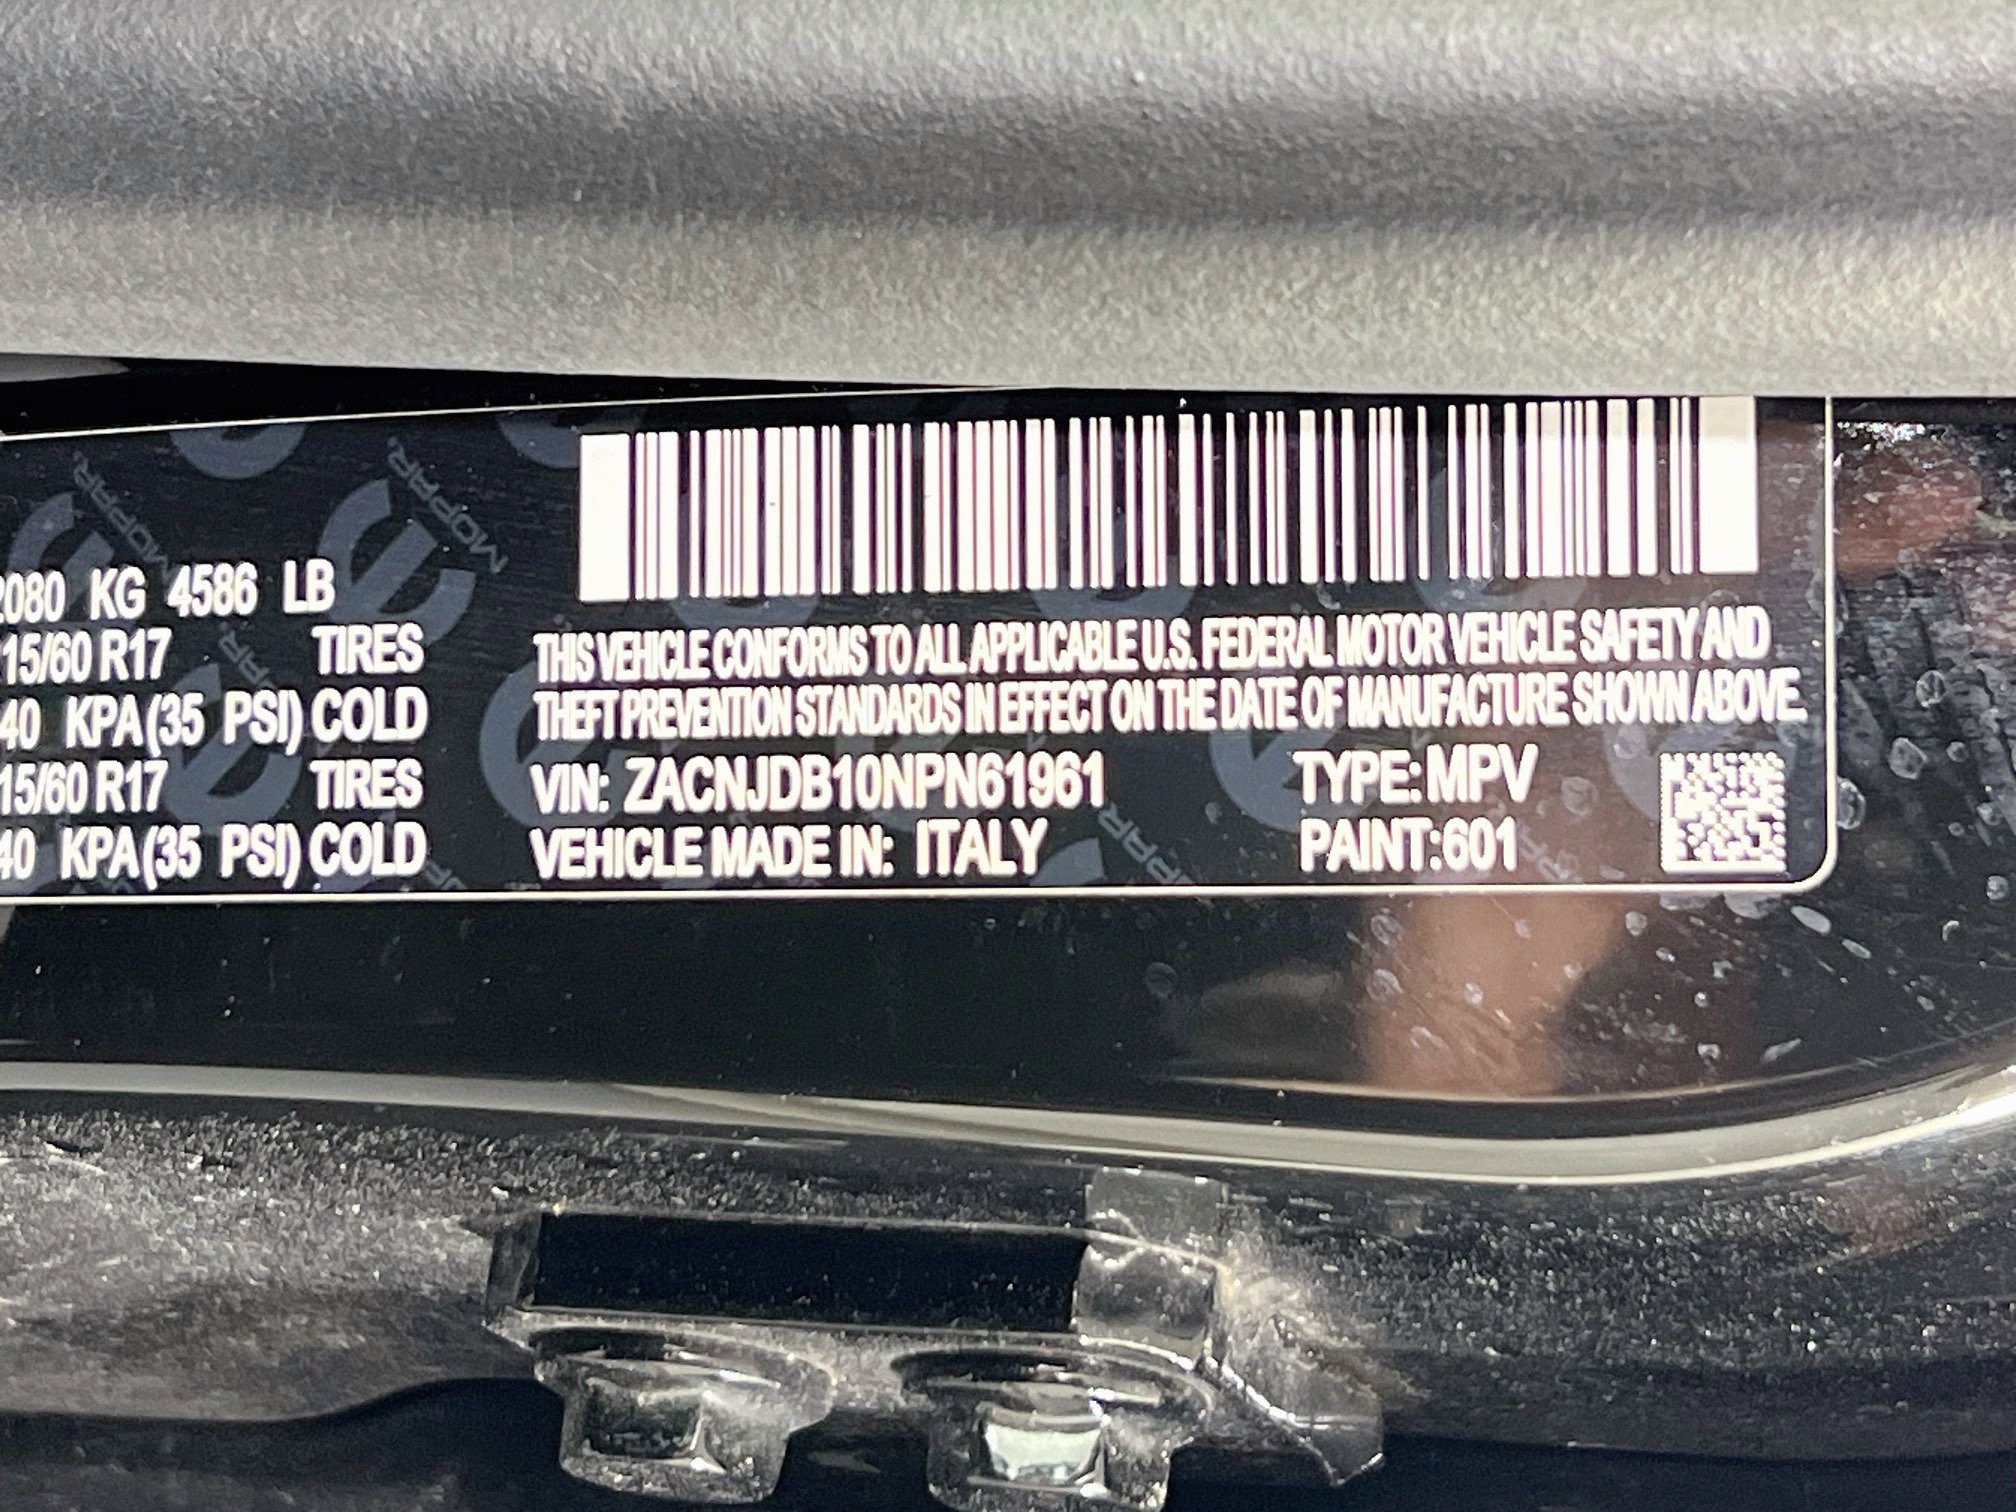 2080 KG 4586 LB
15/60 R17 TIRES
40 KPA(35 PSI) COLD
15/60 R17 TIRES
40 KPA(35 PSI) COLD
THIS VEHICLE CONFORMS TO ALL APPLICABLE U.S. FEDERAL MOTOR VEHICLE SAFETY AND
THEFT PREVENTION STANDARDS IN EFFECT ON THE DATE OF MANUFACTURE SHOWN ABOVE.
VIN: ZACNJDB10NPN61961 TYPE:MPV
VEHICLE MADE IN: ITALY PAINT:601
MOPAR
MOPAR